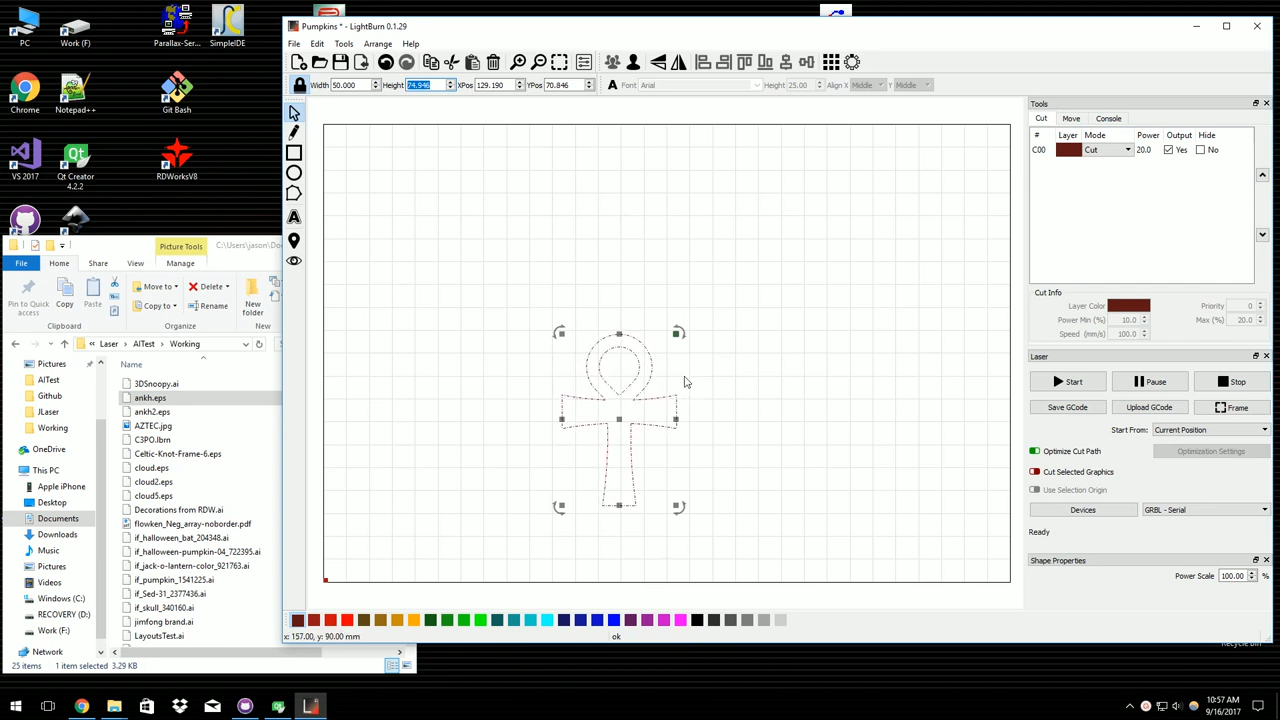 PC
Work (F)
Parallax-Ser...
SimpleIDE
Chrome
Notepad++
Git Bash
VS 2017
Qt Creator
4.2.2
RDWorksV8
Pumpkins * - LightBurn 0.1.29
File Edit Tools Arrange Help
Width 50.000 Height 74.946 XPos 129.190 YPos 70.846 A Font Arial Height 25.00 Align X Middle Y Middle
A
Tools
Cut Move Console
# Layer Mode Power Output Hide
C00 Cut 20.0 Yes No
Cut Info
Layer Color Priority 0
Power Min (%) 10.0 Max (%) 20.0
Speed (mm/s) 100.0
Laser
Start Pause Stop
Save GCode Upload GCode Frame
Start From: Current Position
Optimize Cut Path Optimization Settings
Cut Selected Graphics
Use Selection Origin
Devices GRBL - Serial
Ready
Shape Properties
Power Scale 100.00 %
x: 157.00, y: 90.00 mm ok
Picture Tools C:\Users\jason\Do
File Home Share View Manage
Pin to Quick
access
Copy
Paste
Move to
Copy to
Delete
Rename
New
folder
Clipboard Organize New
Laser AITest Working
Name
Pictures
AITest
Github
JLaser
Working
OneDrive
This PC
Apple iPhone
Desktop
Documents
Downloads
Music
Pictures
Videos
Windows (C:)
RECOVERY (D:)
Work (F:)
Network
3DSnoopy.ai
ankh.eps
ankh2.eps
AZTEC.jpg
C3PO.lbrn
Celtic-Knot-Frame-6.eps
cloud.eps
cloud2.eps
cloud5.eps
Decorations from RDW.ai
flowken_Neg_array-noborder.pdf
if_halloween_bat_204348.ai
if_halloween-pumpkin-04_722395.ai
if_jack-o-lantern-color_921763.ai
if_pumpkin_1541225.ai
if_Sed-31_2377436.ai
if_skull_340160.ai
jimfong brand.ai
LayoutsTest.ai
25 items 1 item selected 3.29 KB
10:57 AM
9/16/2017